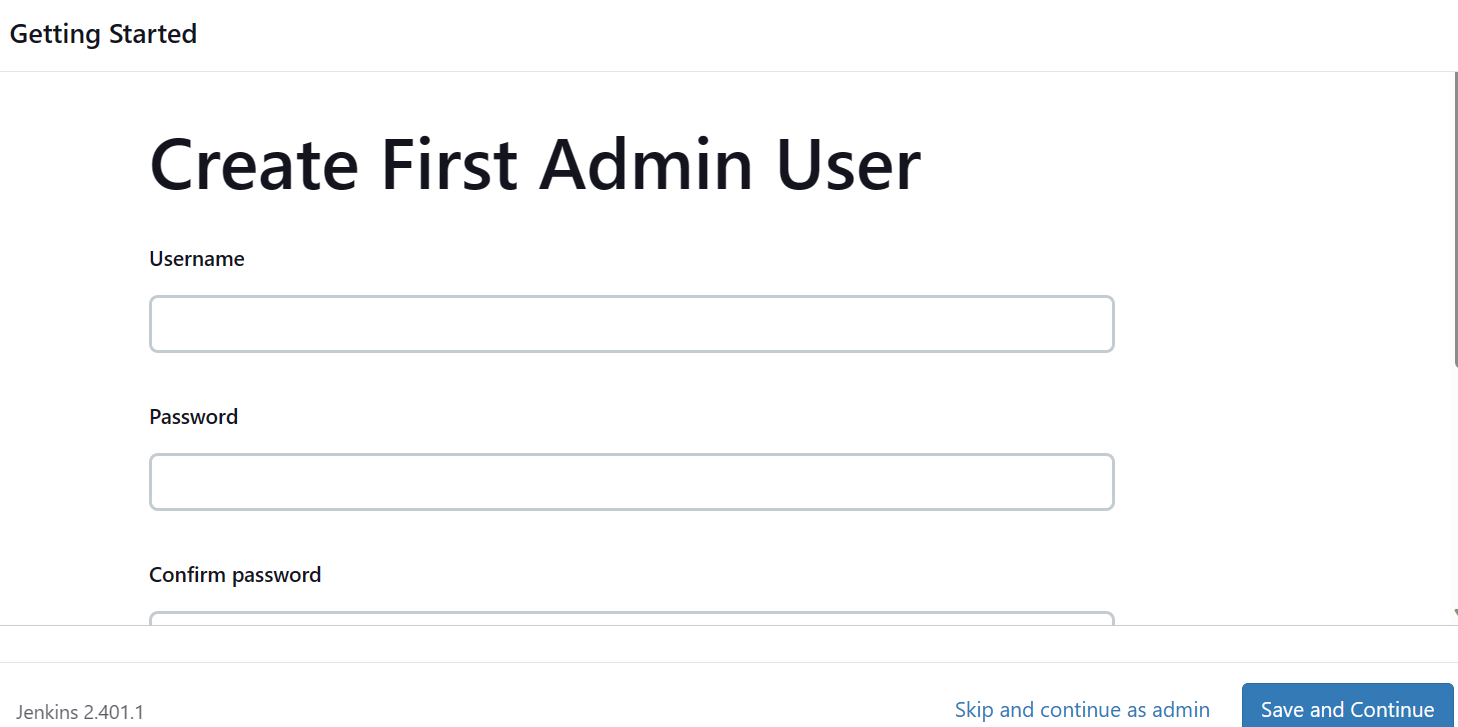 Getting Started
Create First Admin User
Username
Password
Confirm password
Jenkins 2.401.1
Skip and continue as admin
Save and Continue